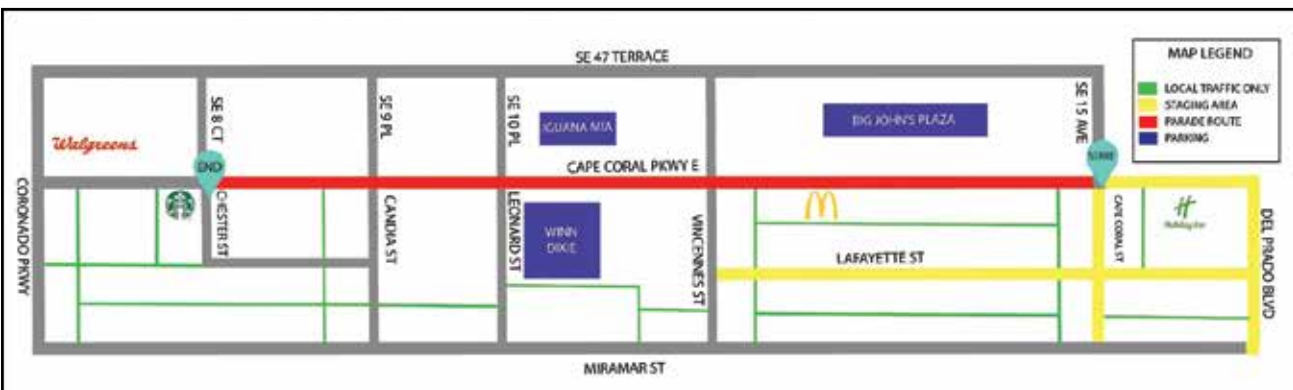 SE 47 TERRACE
MAP LEGEND
LOCAL TRAFFIC ONLY
STAGING AREA
PARADE ROUTE
PARKING
SE 8 CT
SE 9 PL
SE 10 PL
SE 15 AVE
IGUANA MIA
BIG JOHN'S PLAZA
Walgreens
END
START
CAPE CORAL PKWY E
CORONADO PKWY
CHESTER ST
CANDIA ST
LEONARD ST
WINN
DIXIE
VINCENNES ST
LAFAYETTE ST
CAPE CORAL ST
Holiday Inn
DEL PRADO BLVD
MIRAMAR ST